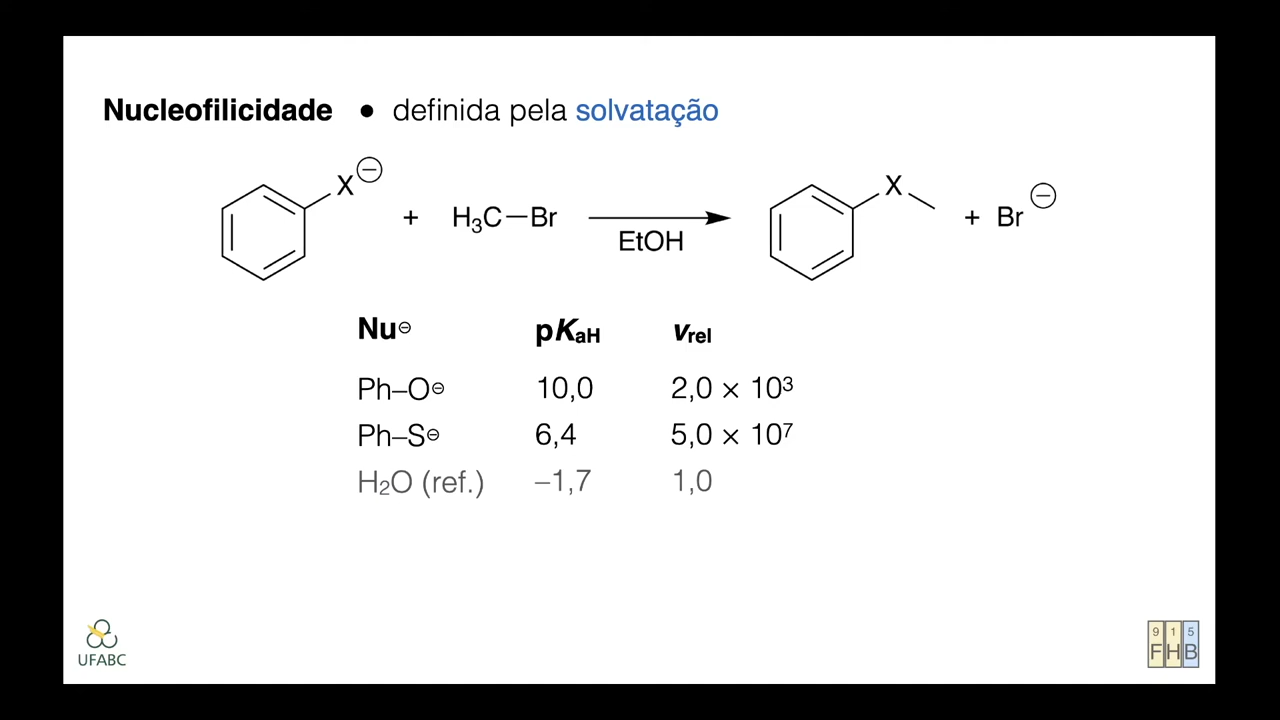 Nucleofilicidade • definida pela solvatação
X ⊖ + H₃C–Br EtOH X + Br ⊖
Nu⊖ pKaH vrel
Ph–O⊖ 10,0 2,0 × 10³
Ph–S⊖ 6,4 5,0 × 10⁷
H₂O (ref.) –1,7 1,0
UFABC
9 1 5
F H B